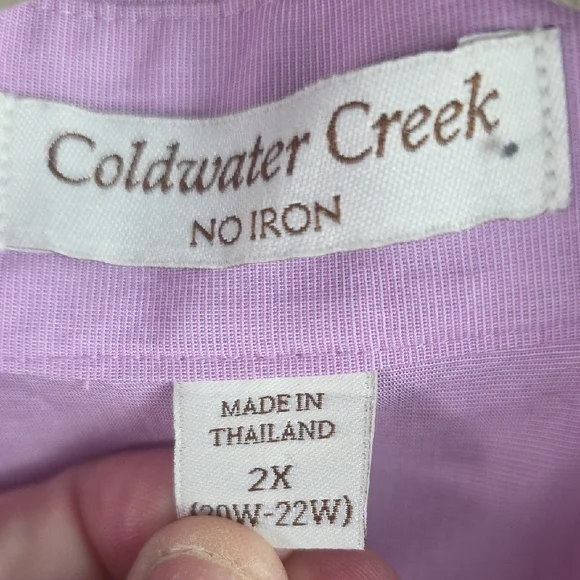 Coldwater Creek
NO IRON
MADE IN
THAILAND
2X
(20W-22W)